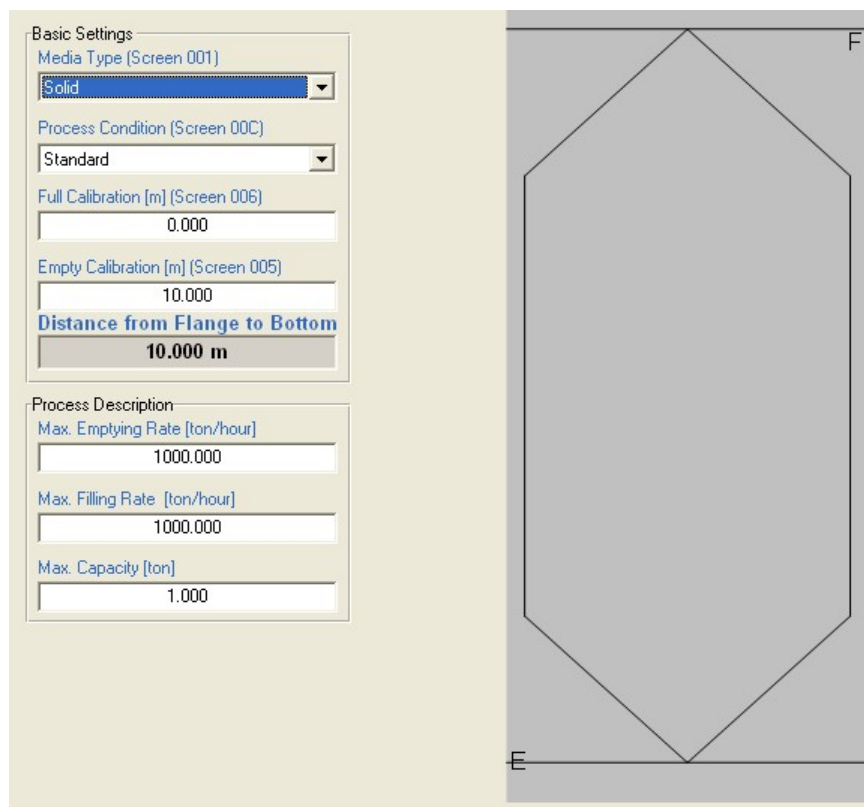 Basic Settings
Media Type (Screen 001)
Solid
Process Condition (Screen 00C)
Standard
Full Calibration [m] (Screen 006)
0.000
Empty Calibration [m] (Screen 005)
10.000
Distance from Flange to Bottom
10.000 m
Process Description
Max. Emptying Rate [ton/hour]
1000.000
Max. Filling Rate [ton/hour]
1000.000
Max. Capacity [ton]
1.000
F
E